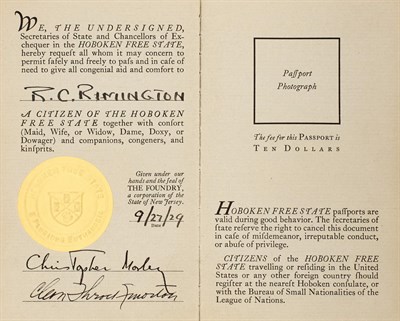 WE, THE UNDERSIGNED,
Secretaries of State and Chancellors of Ex-
chequer in the HOBOKEN FREE STATE,
hereby requeſt all whom it may concern to
permit ſafely and freely to paſs and in caſe of
need to give all congenial aid and comfort to
R. C. RIMINGTON
A CITIZEN OF THE HOBOKEN
FREE STATE together with conſort
(Maid, Wife, or Widow, Dame, Doxy, or
Dowager) and companions, congeners, and
kinſprits.
Given under our
hands and the ſeal of
THE FOUNDRY,
a corporation of the
State of New Jersey.
9/27/29
Date
Christopher Morley
Cleon Throckmorton
Paſſport
Photograph
The fee for this PASSPORT is
TEN DOLLARS
HOBOKEN FREE STATE paſſports are
valid during good behavior. The secretaries of
ſtate reſerve the right to cancel this document
in caſe of miſdemeanor, irreputable conduct, or
abuſe of privilege.
CITIZENS of the HOBOKEN FREE
STATE travelling or reſiding in the United
States or any other foreign country ſhould
regiſter at the neareſt Hoboken conſulate, or
with the Bureau of Small Nationalities of the
League of Nations.